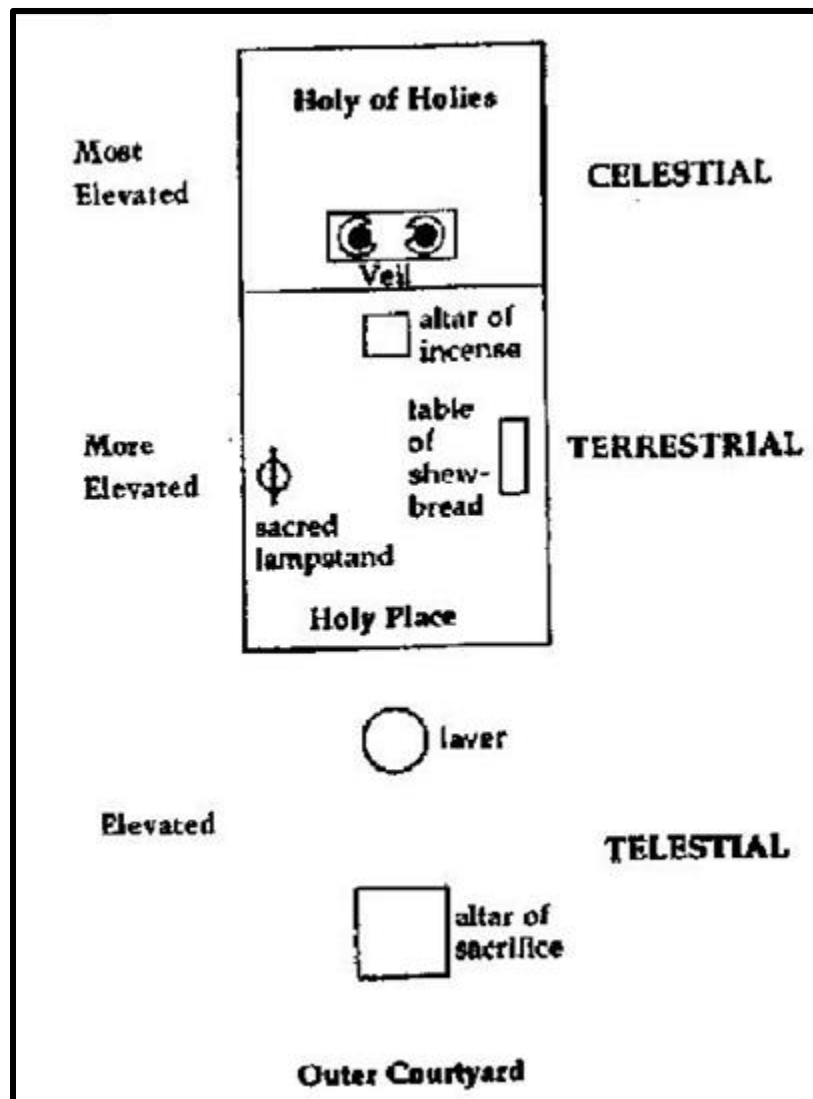 Holy of Holies
Most
Elevated
CELESTIAL
Veil
altar of
incense
More
Elevated
table
of
shew-
bread
TERRESTRIAL
sacred
lampstand
Holy Place
laver
Elevated
TELESTIAL
altar of
sacrifice
Outer Courtyard